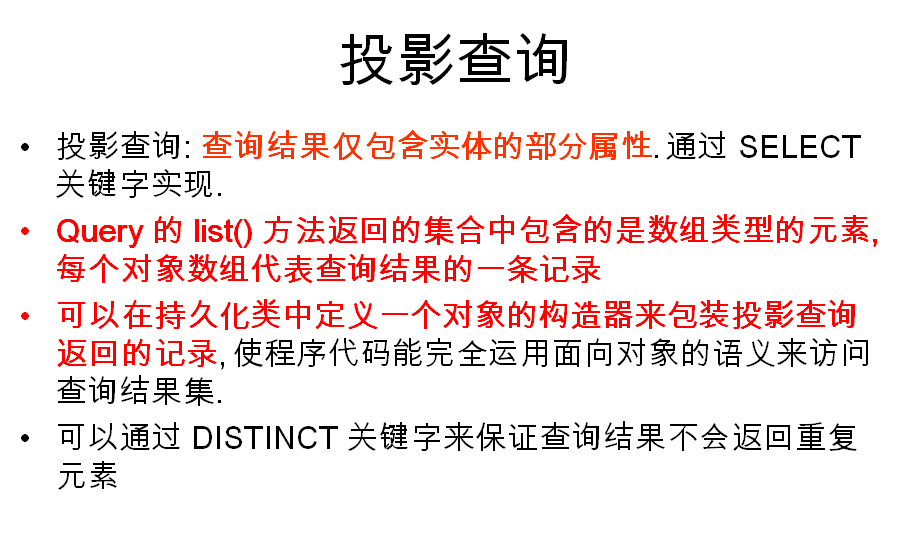 投影查询
• 投影查询: 查询结果仅包含实体的部分属性. 通过 SELECT
关键字实现.
• Query 的 list() 方法返回的集合中包含的是数组类型的元素,
每个对象数组代表查询结果的一条记录
• 可以在持久化类中定义一个对象的构造器来包装投影查询
返回的记录, 使程序代码能完全运用面向对象的语义来访问
查询结果集.
• 可以通过 DISTINCT 关键字来保证查询结果不会返回重复
元素